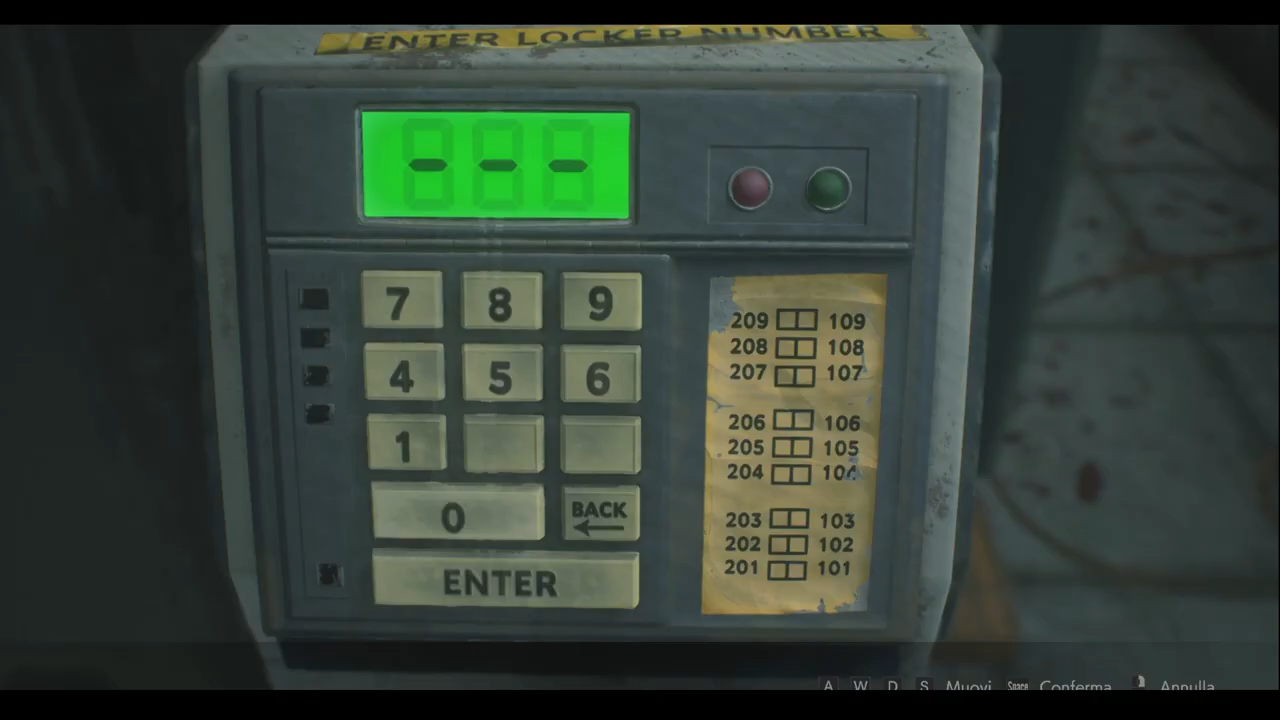 ENTER LOCKER NUMBER
- - -
7 8 9
4 5 6
1
0 BACK
ENTER
209 109
208 108
207 107
206 106
205 105
204 104
203 103
202 102
201 101
A W D S Muovi Space Conferma Annulla